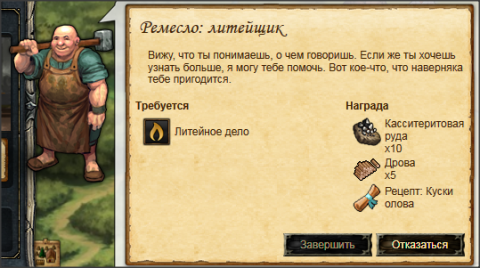 Ремесло: литейщик
Вижу, что ты понимаешь, о чем говоришь. Если же ты хочешь
узнать больше, я могу тебе помочь. Вот кое-что, что наверняка
тебе пригодится.
Требуется
Литейное дело
Награда
Касситеритовая
руда
x10
Дрова
x5
Рецепт: Куски
олова
Завершить
Отказаться